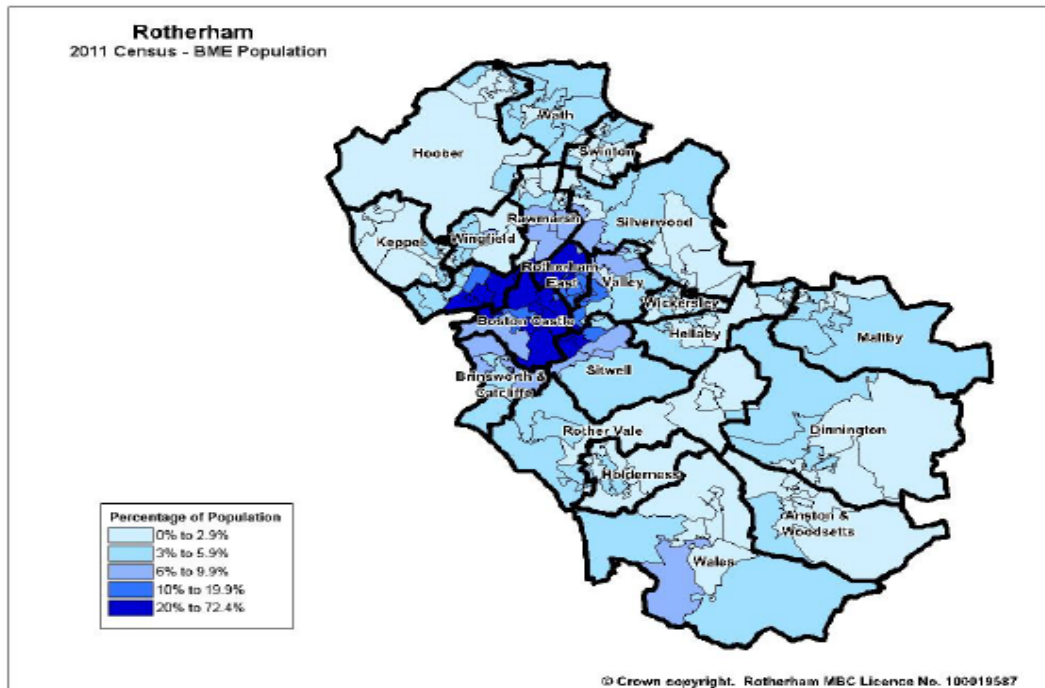 Rotherham
2011 Census - BME Population
Wath
Hoober
Swinton
Rawmarsh
Silverwood
Keppel
Wingfield
Rotherham
East
Valley
Wickersley
Boston Castle
Hellaby
Maltby
Sitwell
Brinsworth &
Catcliffe
Rother Vale
Dinnington
Holderness
Anston &
Woodsetts
Wales
Percentage of Population
0% to 2.9%
3% to 5.9%
6% to 9.9%
10% to 19.9%
20% to 72.4%
© Crown copyright. Rotherham MBC Licence No. 100019587